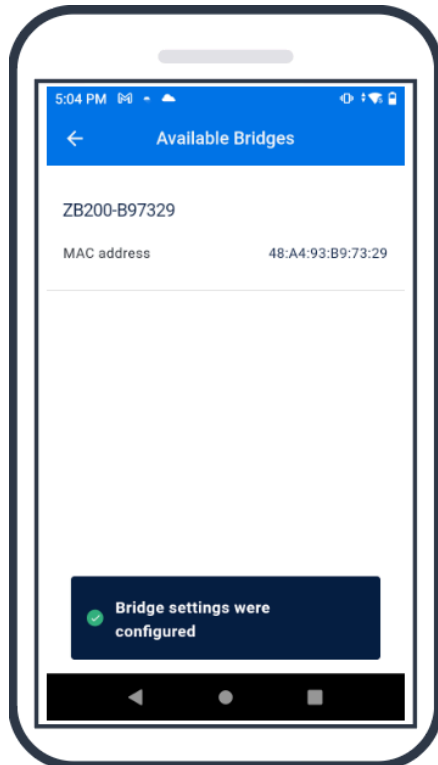 5:04 PM
Available Bridges
ZB200-B97329
MAC address 48:A4:93:B9:73:29
Bridge settings were
configured